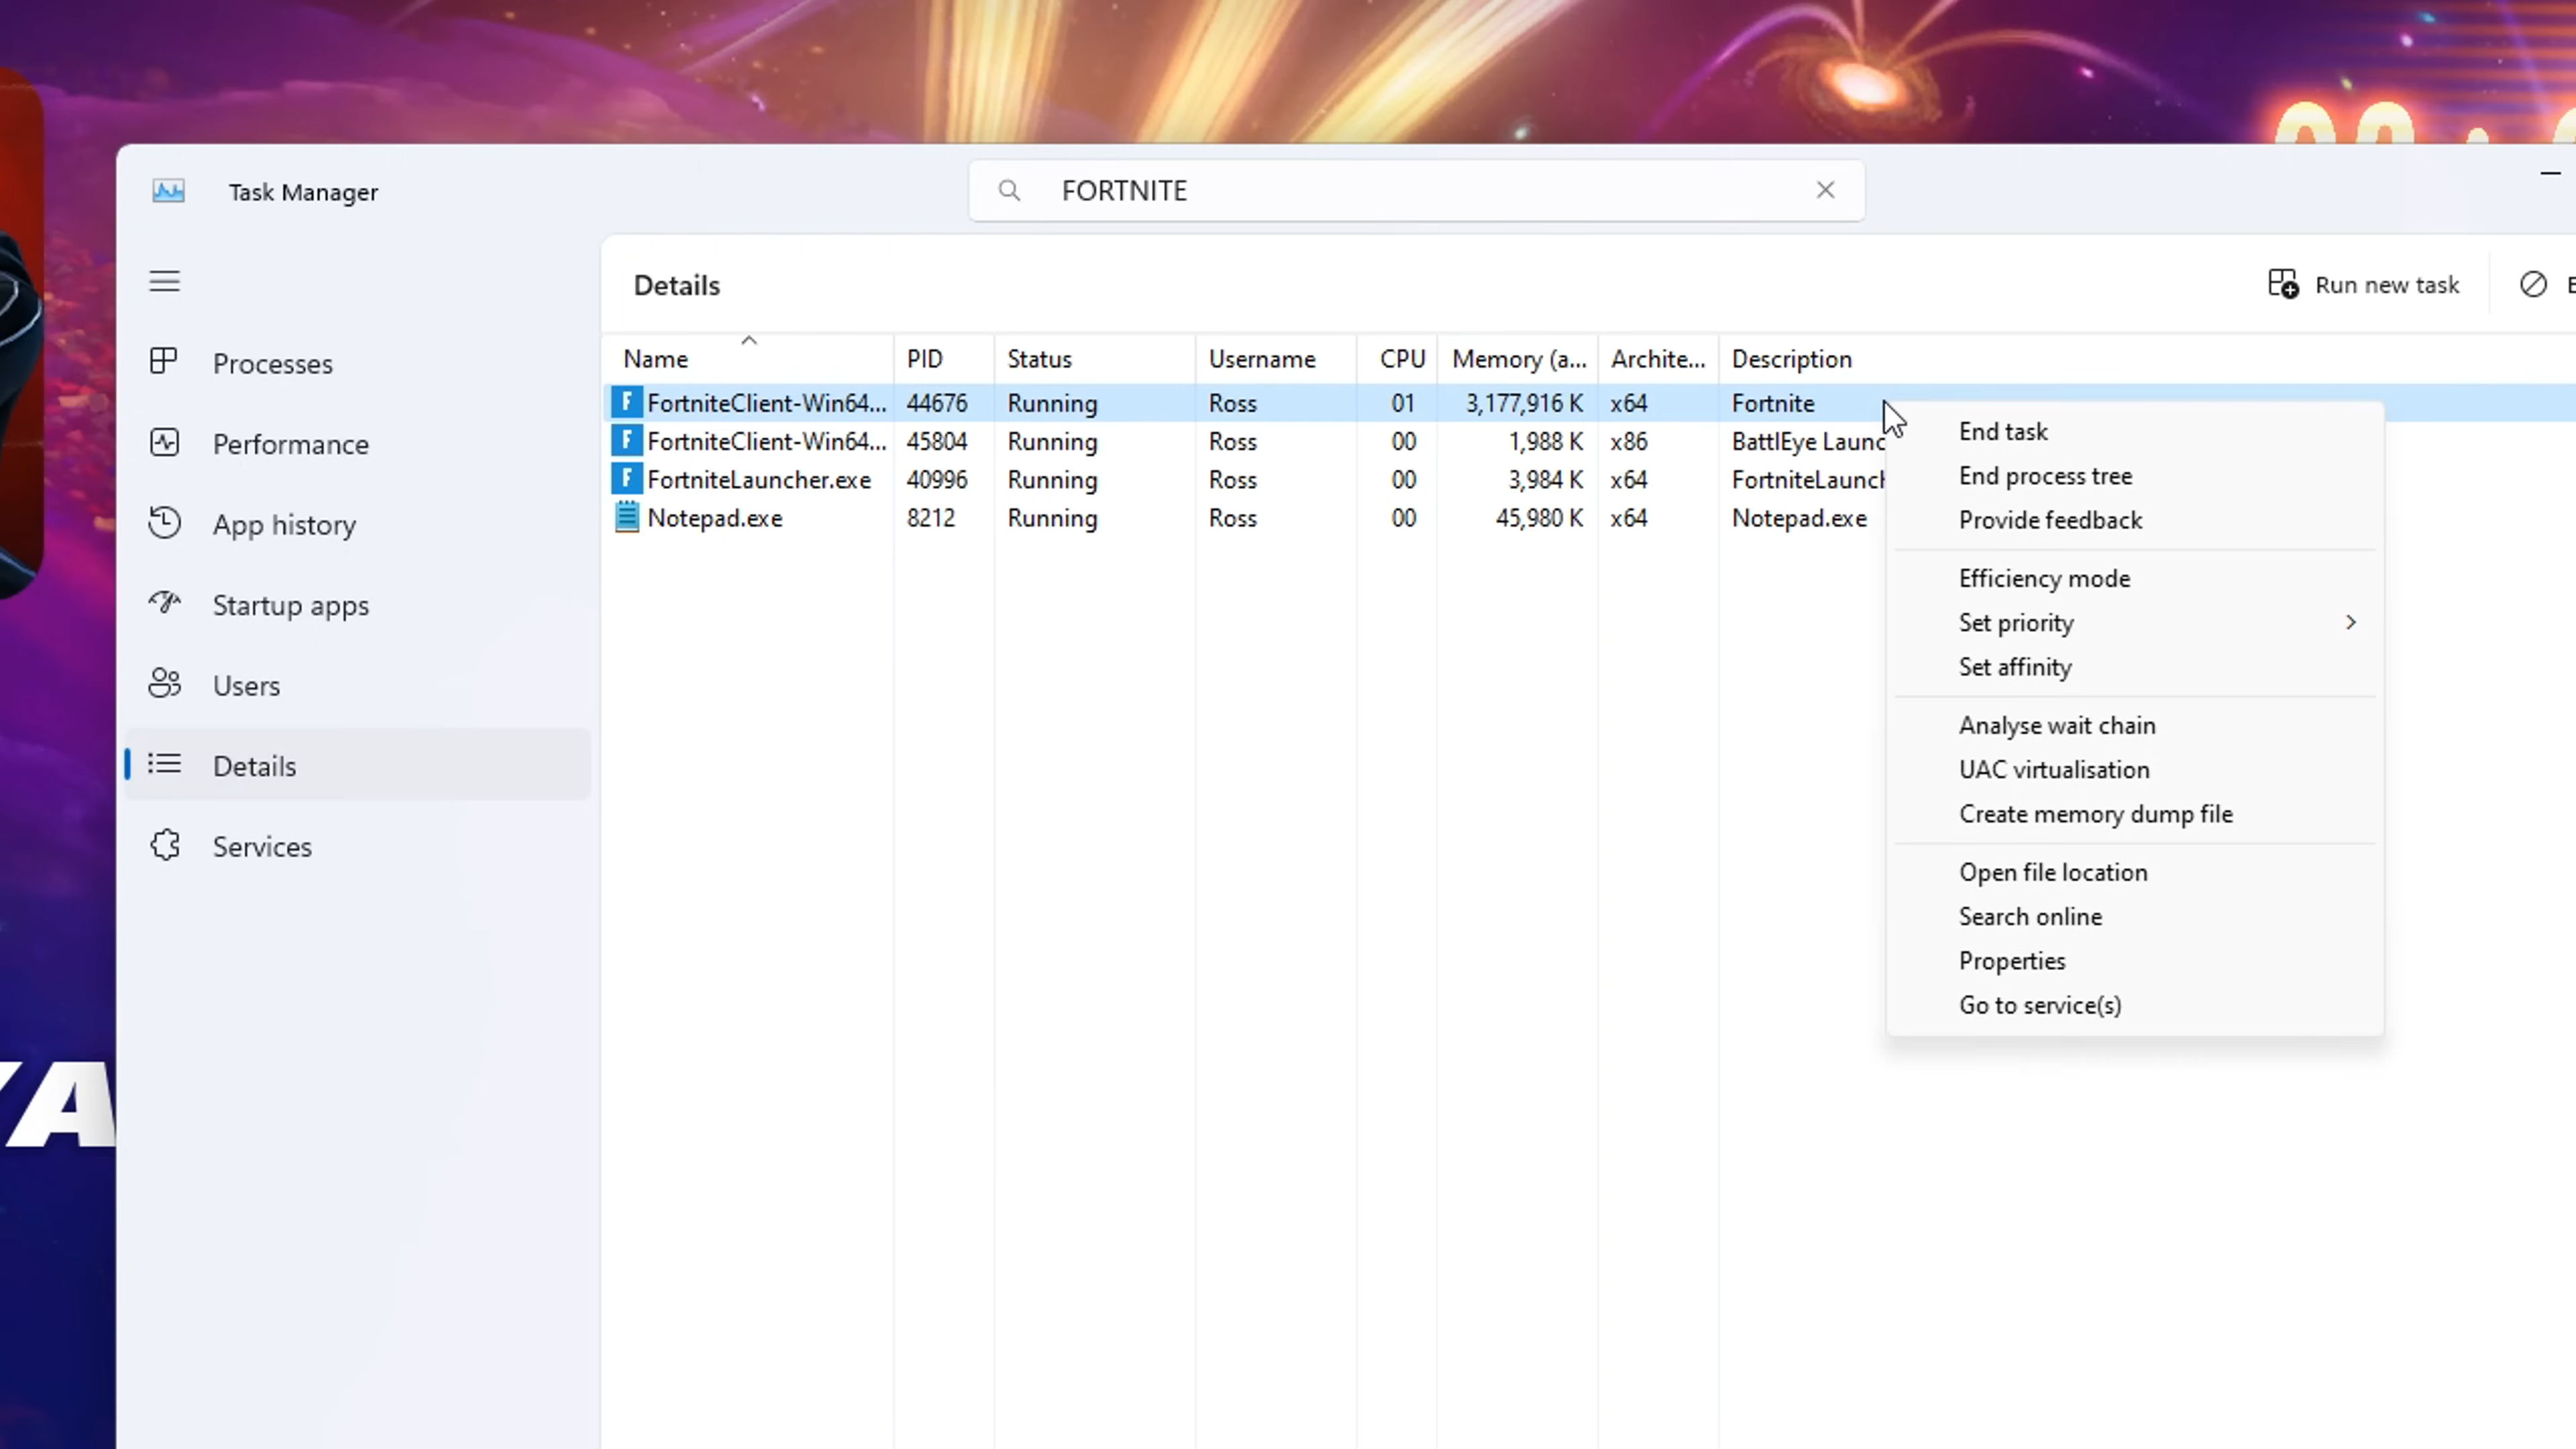 Task Manager
FORTNITE
Details
Run new task
Processes
Performance
App history
Startup apps
Users
Details
Services
Name PID Status Username CPU Memory (a... Archite... Description
FortniteClient-Win64... 44676 Running Ross 01 3,177,916 K x64 Fortnite
FortniteClient-Win64... 45804 Running Ross 00 1,988 K x86 BattlEye Launc
FortniteLauncher.exe 40996 Running Ross 00 3,984 K x64 FortniteLaunch
Notepad.exe 8212 Running Ross 00 45,980 K x64 Notepad.exe
End task
End process tree
Provide feedback
Efficiency mode
Set priority
Set affinity
Analyse wait chain
UAC virtualisation
Create memory dump file
Open file location
Search online
Properties
Go to service(s)